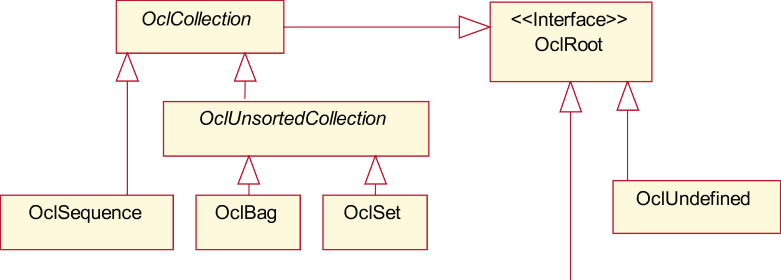 OclCollection
<<Interface>>
OclRoot
OclUnsortedCollection
OclSequence
OclBag
OclSet
OclUndefined